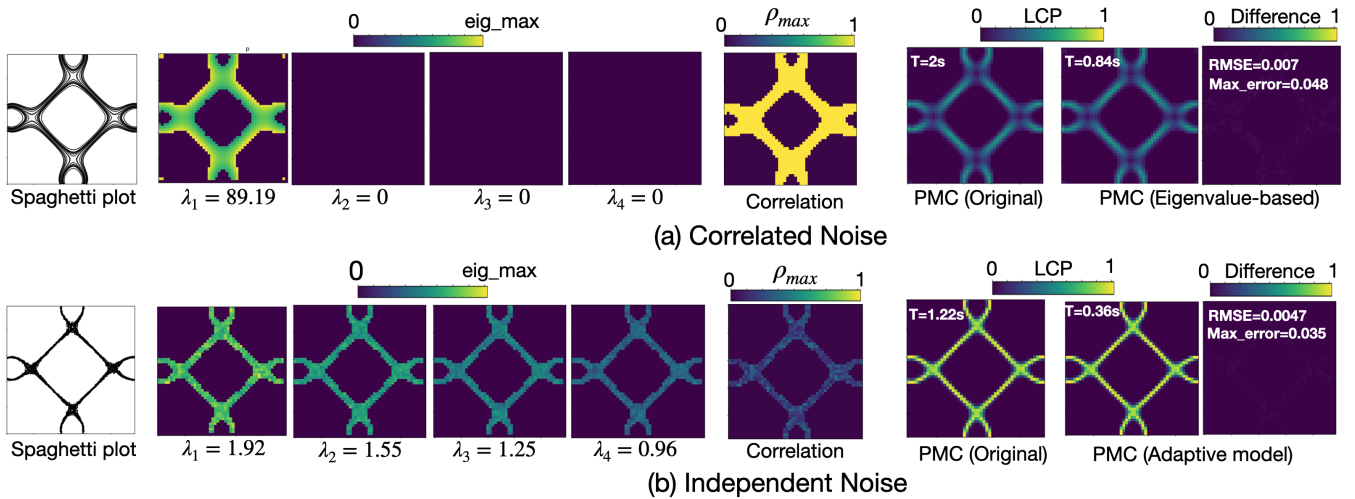 0 eig_max
0 ρ_max 1
0 LCP 1
0 Difference 1
p
T=2s
T=0.84s
RMSE=0.007
Max_error=0.048
Spaghetti plot
λ₁ = 89.19
λ₂ = 0
λ₃ = 0
λ₄ = 0
Correlation
PMC (Original)
PMC (Eigenvalue-based)
(a) Correlated Noise
0 eig_max
0 ρ_max 1
0 LCP 1
0 Difference 1
T=1.22s
T=0.36s
RMSE=0.0047
Max_error=0.035
Spaghetti plot
λ₁ = 1.92
λ₂ = 1.55
λ₃ = 1.25
λ₄ = 0.96
Correlation
PMC (Original)
PMC (Adaptive model)
(b) Independent Noise